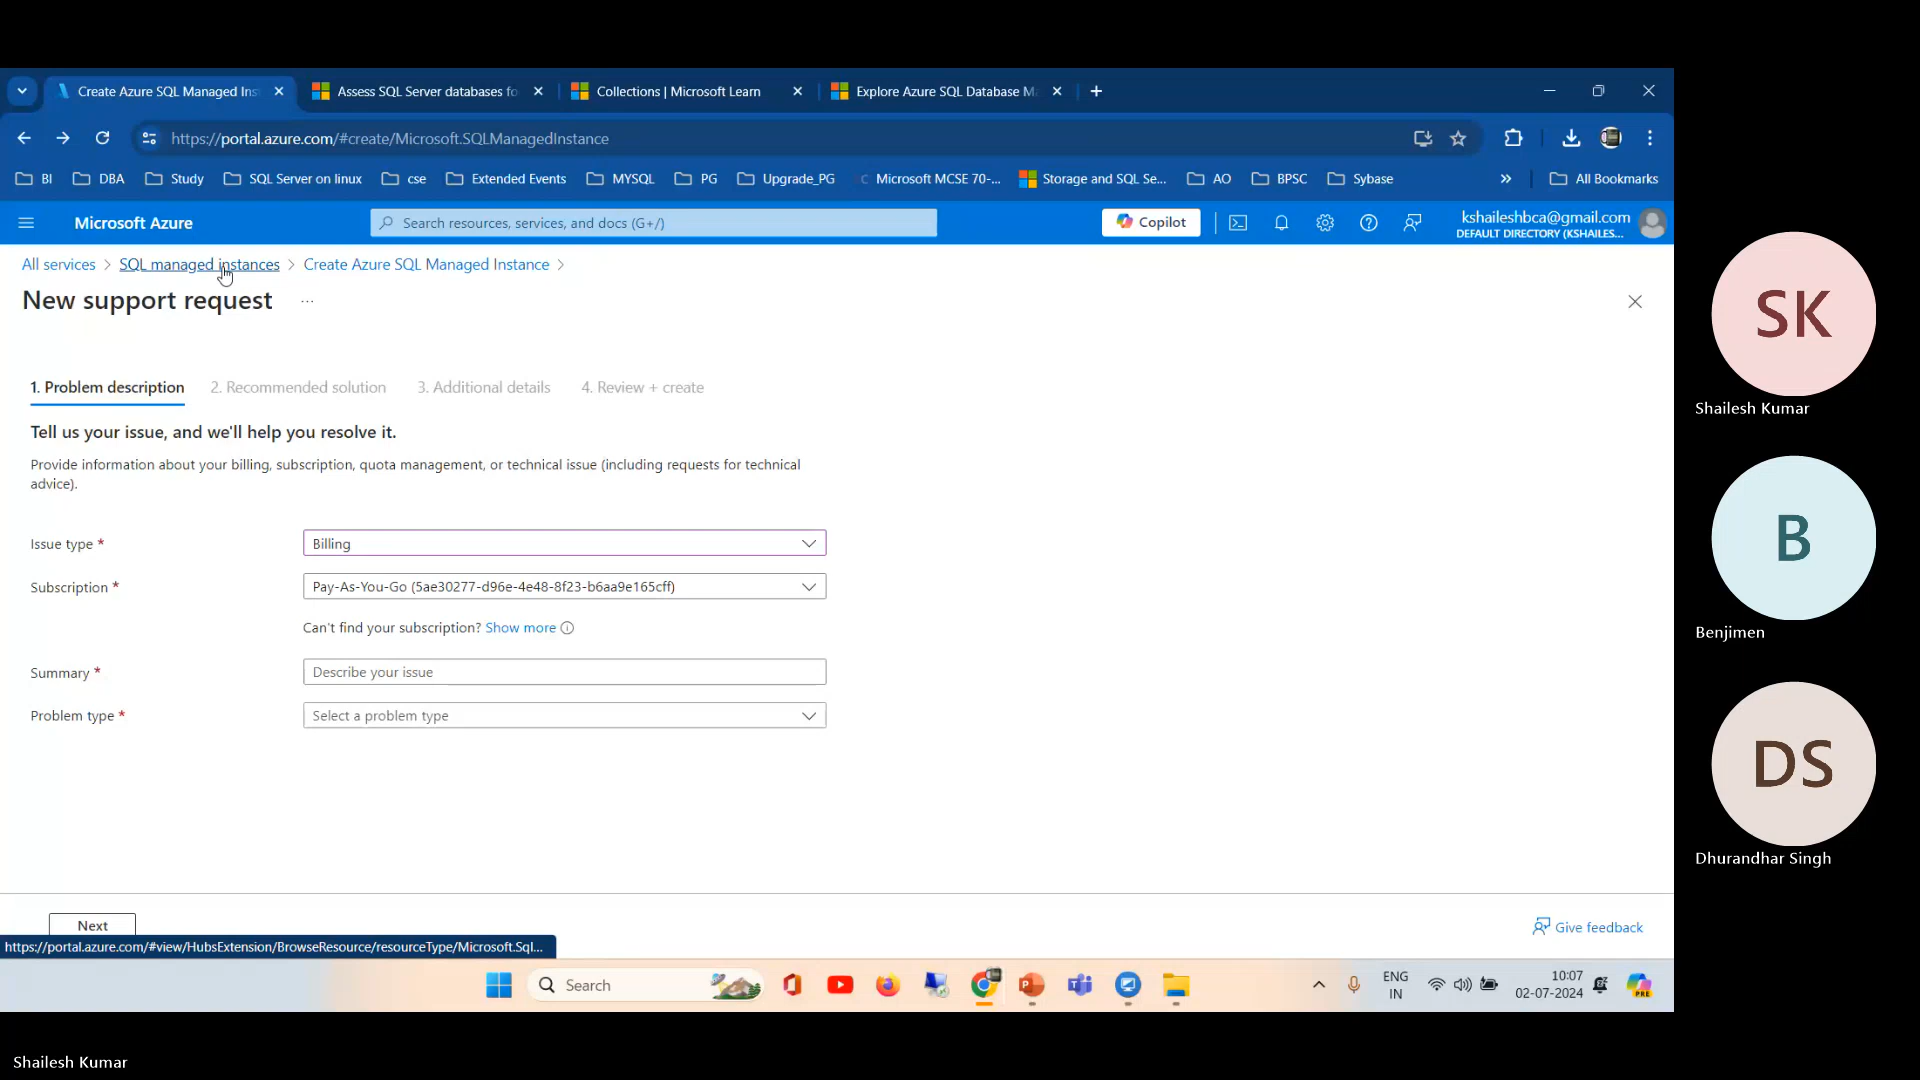 Create Azure SQL Managed Ins
Assess SQL Server databases fo
Collections | Microsoft Learn
Explore Azure SQL Database M
https://portal.azure.com/#create/Microsoft.SQLManagedInstance
BI
DBA
Study
SQL Server on linux
cse
Extended Events
MYSQL
PG
Upgrade_PG
Microsoft MCSE 70-...
Storage and SQL Se...
AO
BPSC
Sybase
»
All Bookmarks
Microsoft Azure
Search resources, services, and docs (G+/)
Copilot
kshaileshbca@gmail.com
DEFAULT DIRECTORY (KSHAILES...
All services > SQL managed instances > Create Azure SQL Managed Instance >
New support request ...
1. Problem description
2. Recommended solution
3. Additional details
4. Review + create
Tell us your issue, and we'll help you resolve it.
Provide information about your billing, subscription, quota management, or technical issue (including requests for technical
advice).
Issue type *
Billing
Subscription *
Pay-As-You-Go (5ae30277-d96e-4e48-8f23-b6aa9e165cff)
Can't find your subscription? Show more
Summary *
Describe your issue
Problem type *
Select a problem type
Next
Give feedback
https://portal.azure.com/#view/HubsExtension/BrowseResource/resourceType/Microsoft.Sql...
Search
ENG
IN
10:07
02-07-2024
PRE
SK
Shailesh Kumar
B
Benjimen
DS
Dhurandhar Singh
Shailesh Kumar